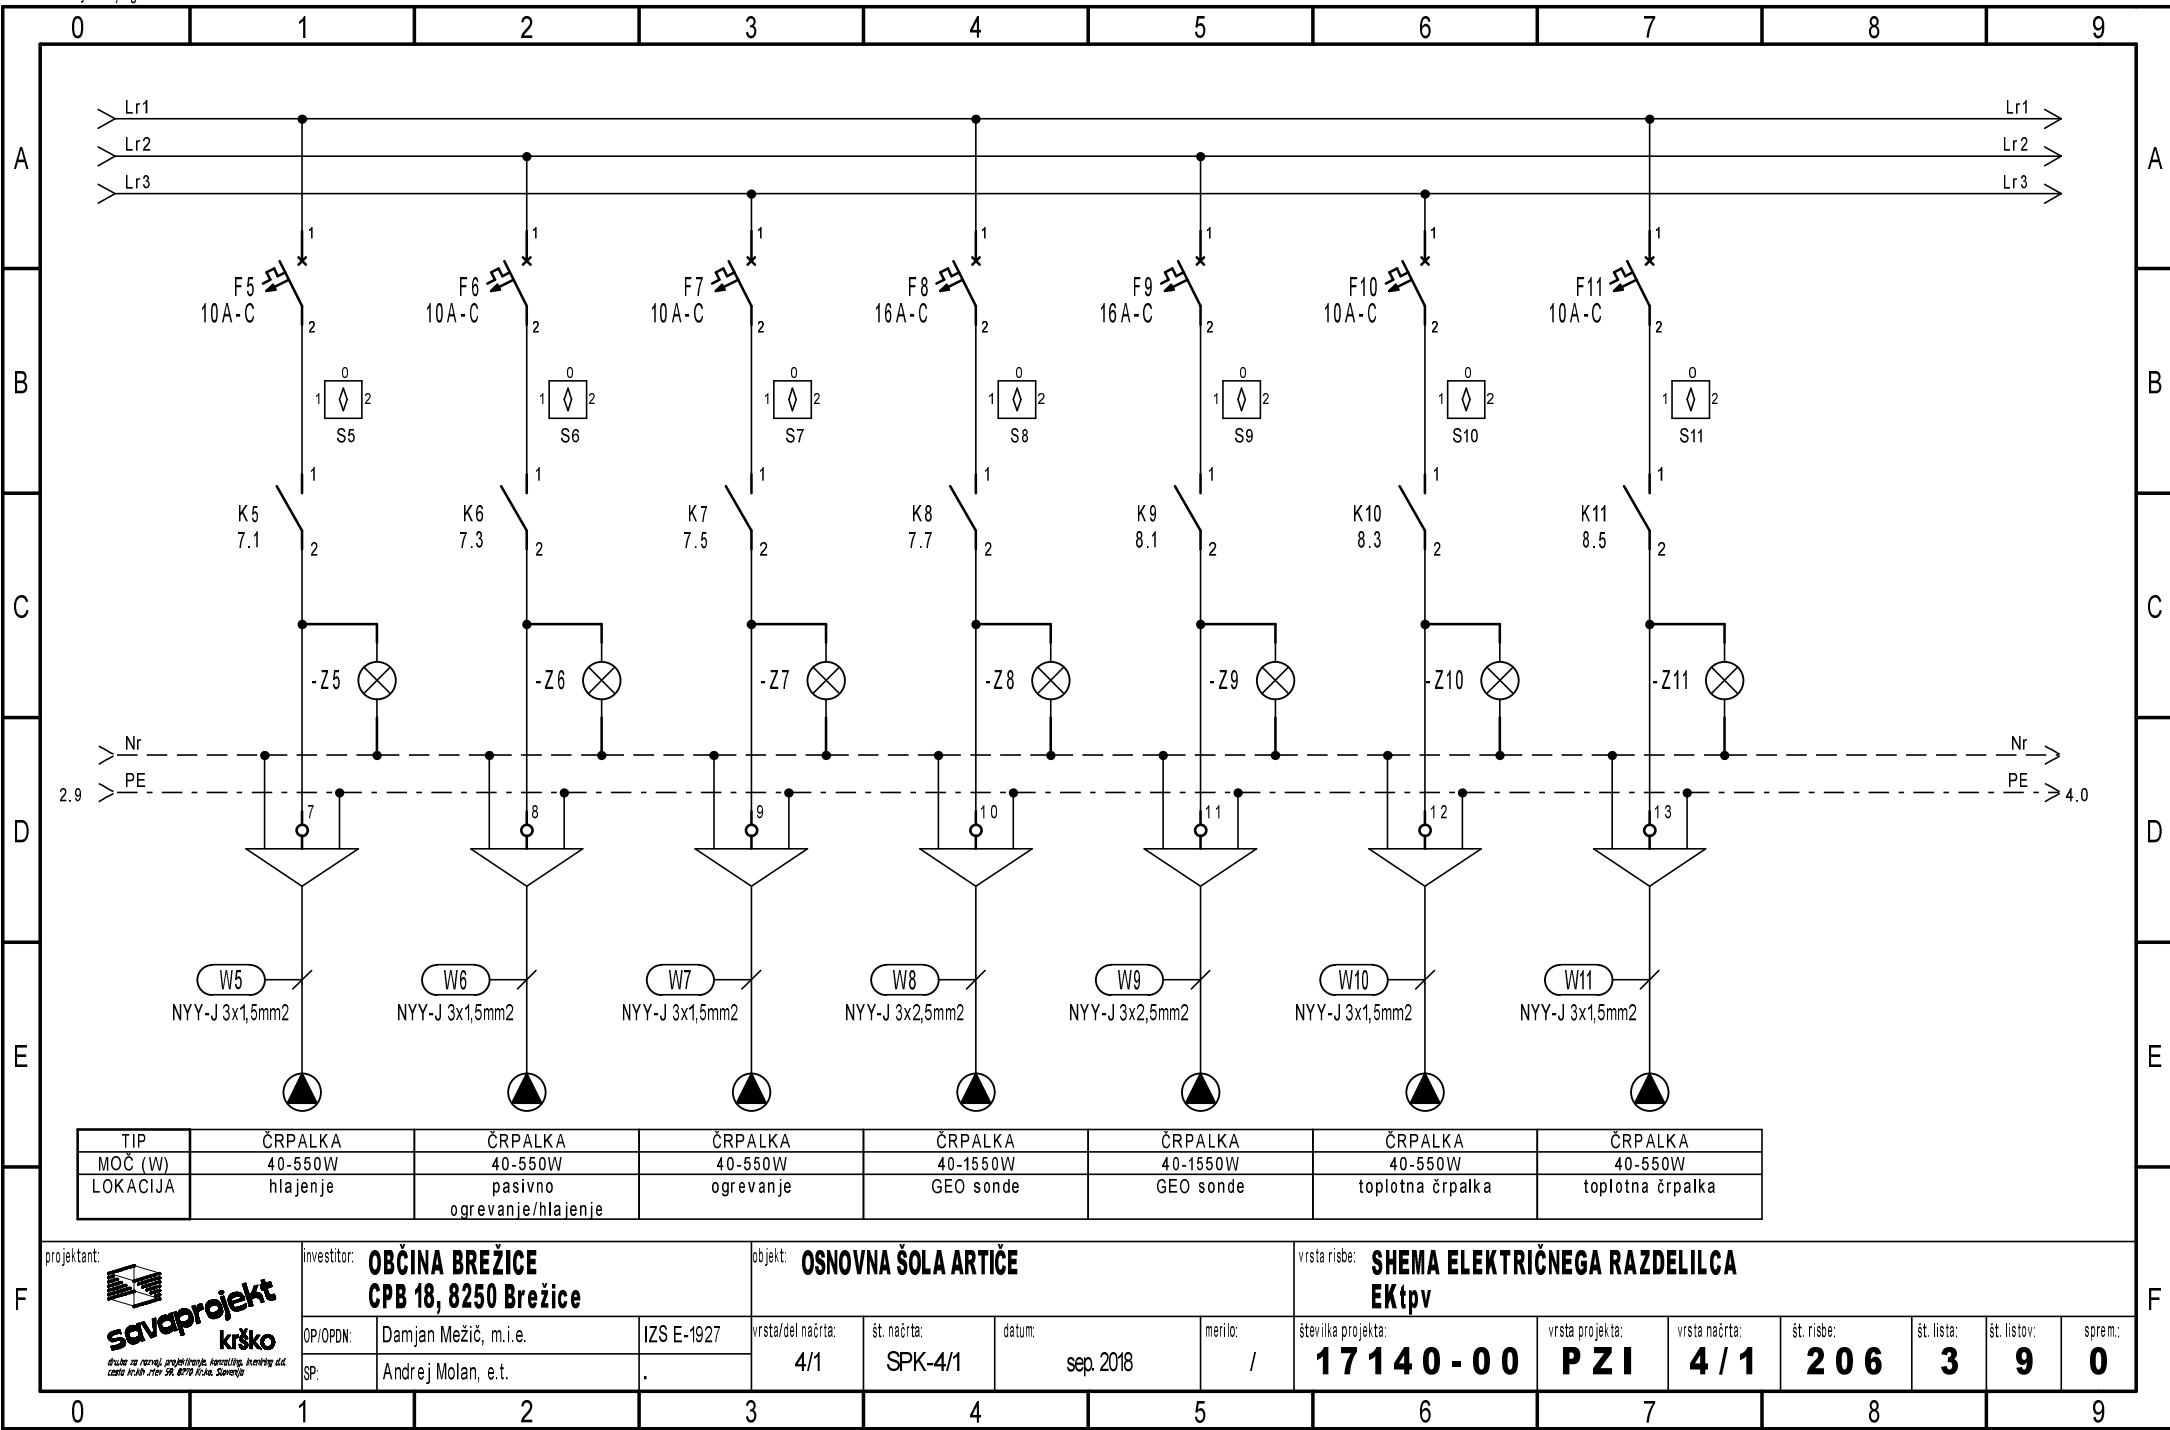 0 1 2 3 4 5 6 7 8 9
Lr1 Lr1
Lr2 Lr2
A A
Lr3 Lr3
1 1 1 1 1 1 1
F5 F6 F7 F8 F9 F10 F11
10A-C 10A-C 10A-C 16A-C 16A-C 10A-C 10A-C
2 2 2 2 2 2 2
0 0 0 0 0 0 0
B 1 2 1 2 1 2 1 2 1 2 1 2 1 2 B
S5 S6 S7 S8 S9 S10 S11
1 1 1 1 1 1 1
K5 K6 K7 K8 K9 K10 K11
7.1 7.3 7.5 7.7 8.1 8.3 8.5
2 2 2 2 2 2 2
C C
-Z5 -Z6 -Z7 -Z8 -Z9 -Z10 -Z11
Nr Nr
PE PE
2.9 4.0
7 8 9 10 11 12 13
D D
W5 W6 W7 W8 W9 W10 W11
NYY-J 3x1,5mm2 NYY-J 3x1,5mm2 NYY-J 3x1,5mm2 NYY-J 3x2,5mm2 NYY-J 3x2,5mm2 NYY-J 3x1,5mm2 NYY-J 3x1,5mm2
E E
TIP ČRPALKA ČRPALKA ČRPALKA ČRPALKA ČRPALKA ČRPALKA ČRPALKA
MOČ (W) 40-550W 40-550W 40-550W 40-1550W 40-1550W 40-550W 40-550W
LOKACIJA hlajenje pasivno ogrevanje GEO sonde GEO sonde toplotna črpalka toplotna črpalka
ogrevanje/hlajenje
projektant: investitor: OBČINA BREŽICE objekt: OSNOVNA ŠOLA ARTIČE vrsta risbe: SHEMA ELEKTRIČNEGA RAZDELILCA
CPB 18, 8250 Brežice EKtpv
F F
savaprojekt
krško
OP/OPDN: Damjan Mežič, m.i.e. IZS E-1927 vrsta/del načrta: št. načrta: datum: merilo: številka projekta: vrsta projekta: vrsta načrta: št. risbe: št. lista: št. listov: sprem.:
4/1 SPK-4/1 sep. 2018 / 17140-00 PZI 4/1 206 3 9 0
SP: Andrej Molan, e.t. .
0 1 2 3 4 5 6 7 8 9